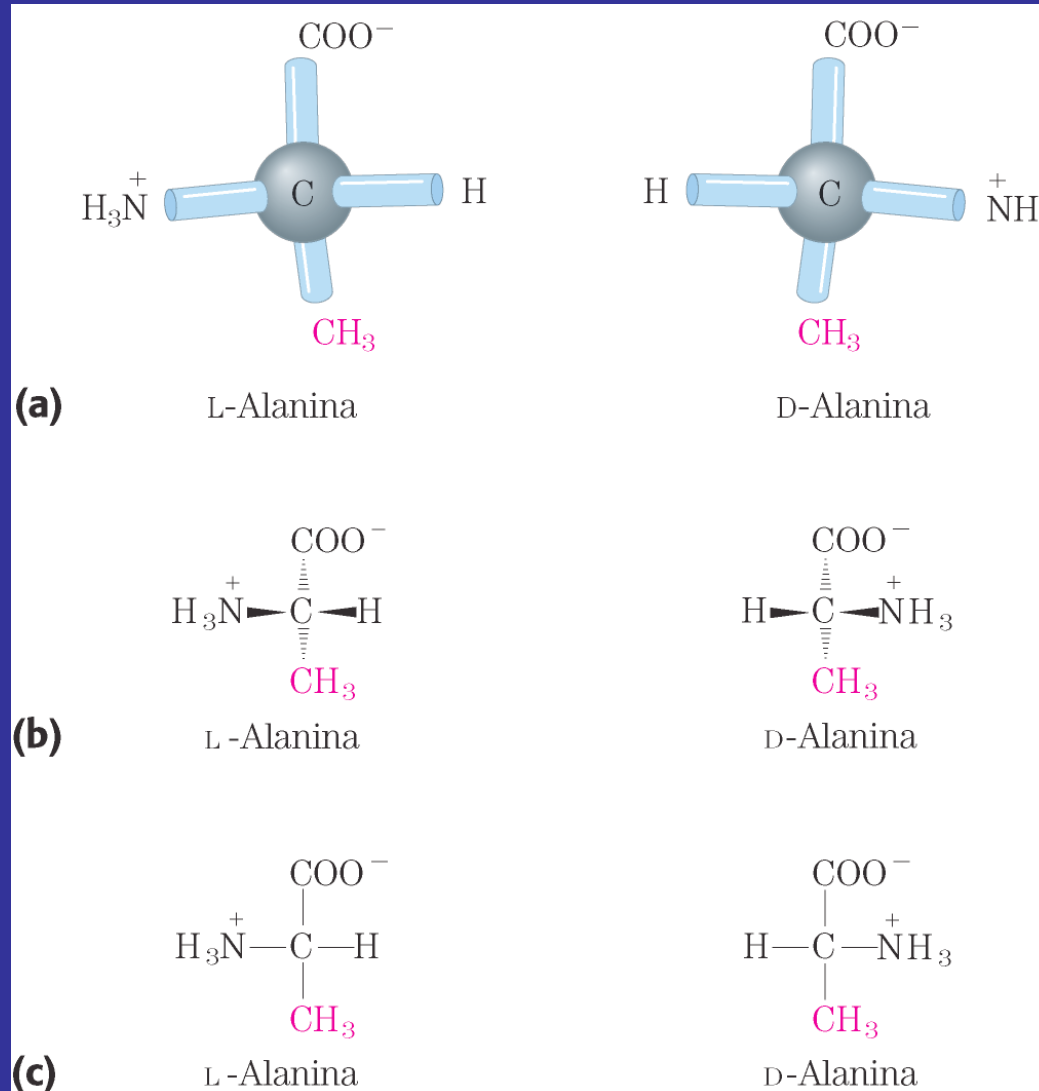 COO⁻ COO⁻
H₃N⁺ C H H C ⁺NH
CH₃ CH₃
(a) L-Alanina D-Alanina
COO⁻ COO⁻
H₃N⁺ C H H C ⁺NH₃
CH₃ CH₃
(b) L-Alanina D-Alanina
COO⁻ COO⁻
H₃N⁺—C—H H—C—⁺NH₃
CH₃ CH₃
(c) L-Alanina D-Alanina